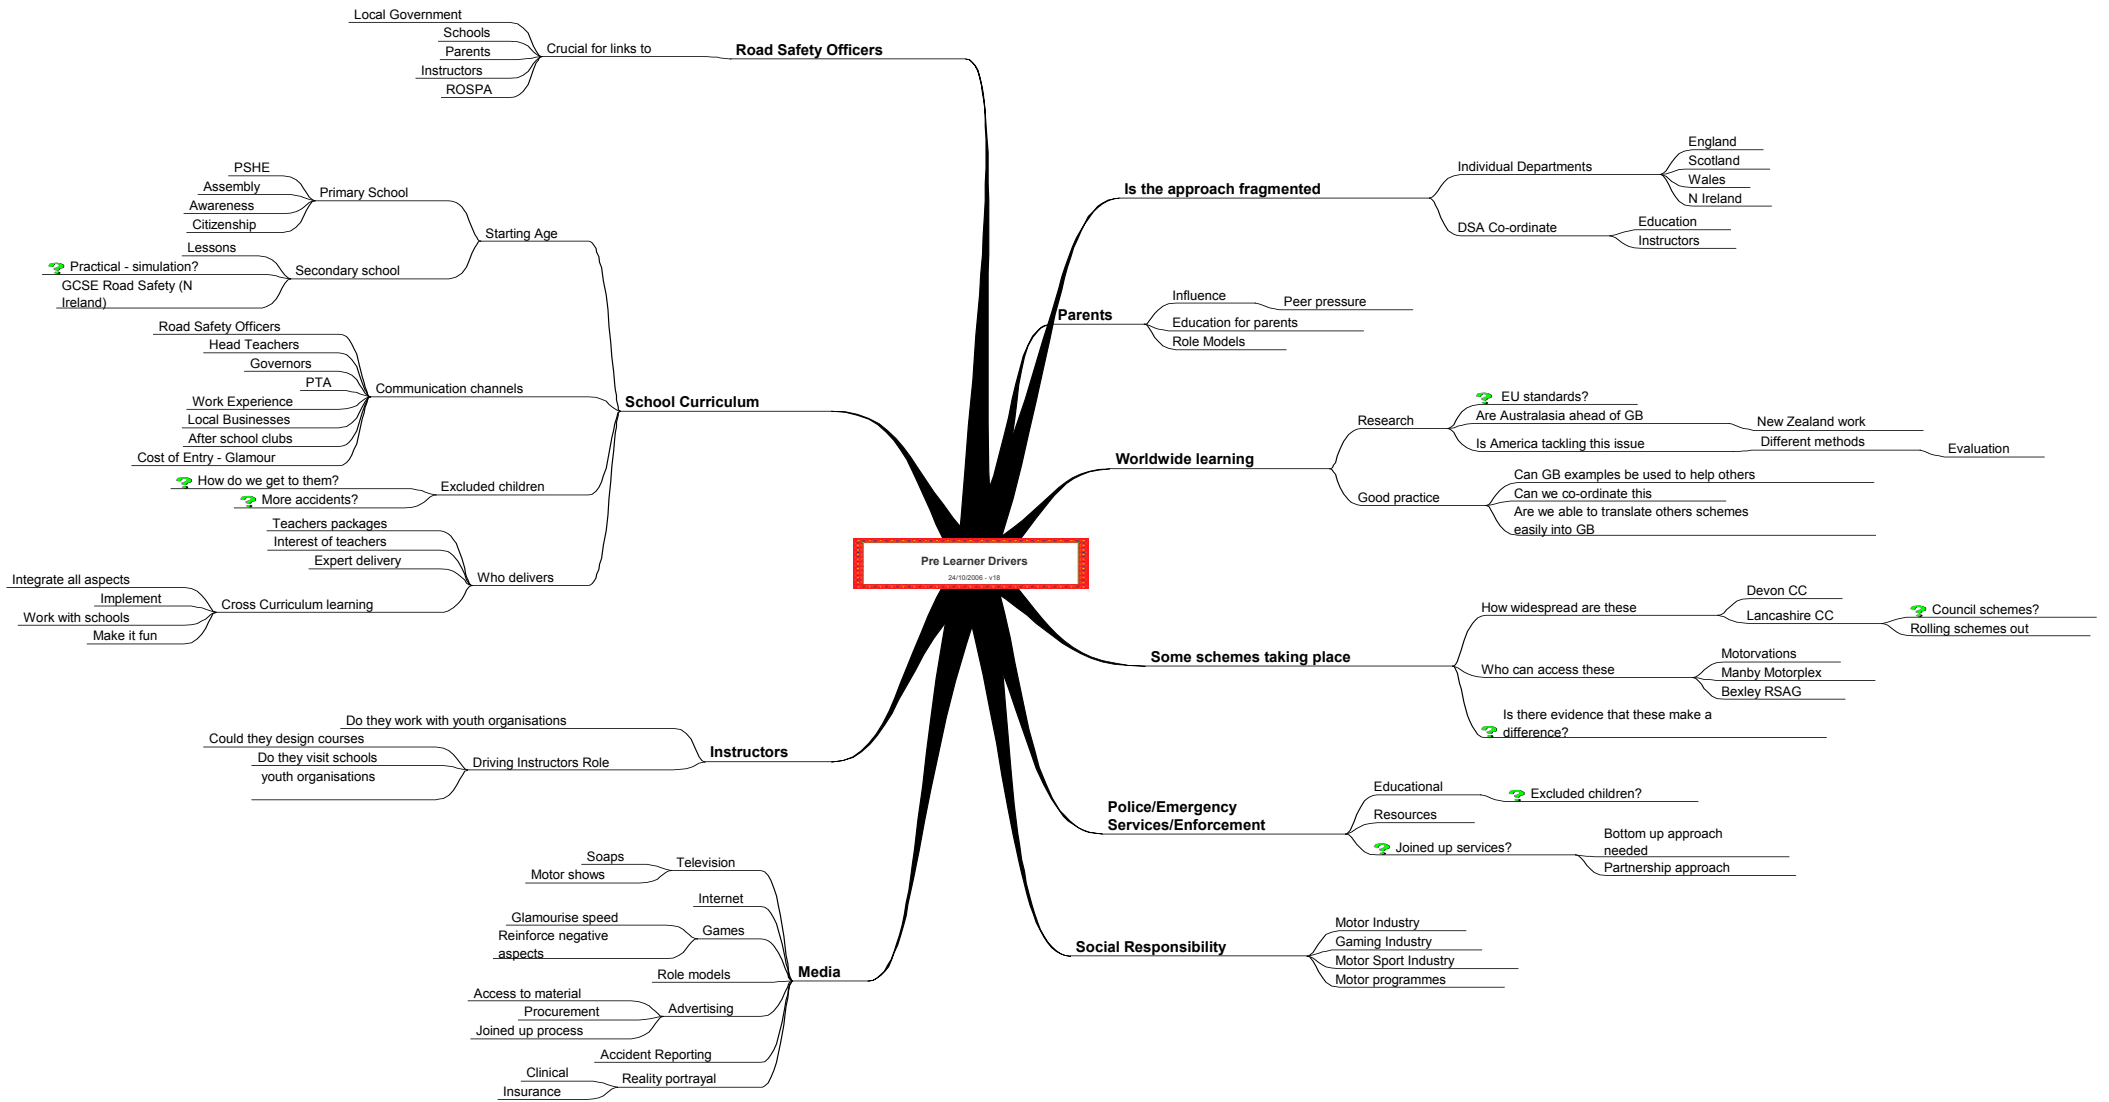 Pre Learner Drivers
24/10/2006 - v18
Road Safety Officers
Crucial for links to
Local Government
Schools
Parents
Instructors
ROSPA
School Curriculum
Starting Age
Primary School
PSHE
Assembly
Awareness
Citizenship
Secondary school
Lessons
Practical - simulation?
GCSE Road Safety (N
Ireland)
Communication channels
Road Safety Officers
Head Teachers
Governors
PTA
Work Experience
Local Businesses
After school clubs
Cost of Entry - Glamour
Excluded children
How do we get to them?
More accidents?
Who delivers
Teachers packages
Interest of teachers
Expert delivery
Cross Curriculum learning
Integrate all aspects
Implement
Work with schools
Make it fun
Instructors
Do they work with youth organisations
Driving Instructors Role
Could they design courses
Do they visit schools
youth organisations
Media
Television
Soaps
Motor shows
Internet
Games
Glamourise speed
Reinforce negative
aspects
Role models
Advertising
Access to material
Procurement
Joined up process
Accident Reporting
Reality portrayal
Clinical
Insurance
Is the approach fragmented
Individual Departments
England
Scotland
Wales
N Ireland
DSA Co-ordinate
Education
Instructors
Parents
Influence
Peer pressure
Education for parents
Role Models
Worldwide learning
Research
EU standards?
Are Australasia ahead of GB
New Zealand work
Is America tackling this issue
Different methods
Evaluation
Good practice
Can GB examples be used to help others
Can we co-ordinate this
Are we able to translate others schemes
easily into GB
Some schemes taking place
How widespread are these
Devon CC
Lancashire CC
Council schemes?
Rolling schemes out
Who can access these
Motorvations
Manby Motorplex
Bexley RSAG
Is there evidence that these make a
difference?
Police/Emergency
Services/Enforcement
Educational
Excluded children?
Resources
Joined up services?
Bottom up approach
needed
Partnership approach
Social Responsibility
Motor Industry
Gaming Industry
Motor Sport Industry
Motor programmes